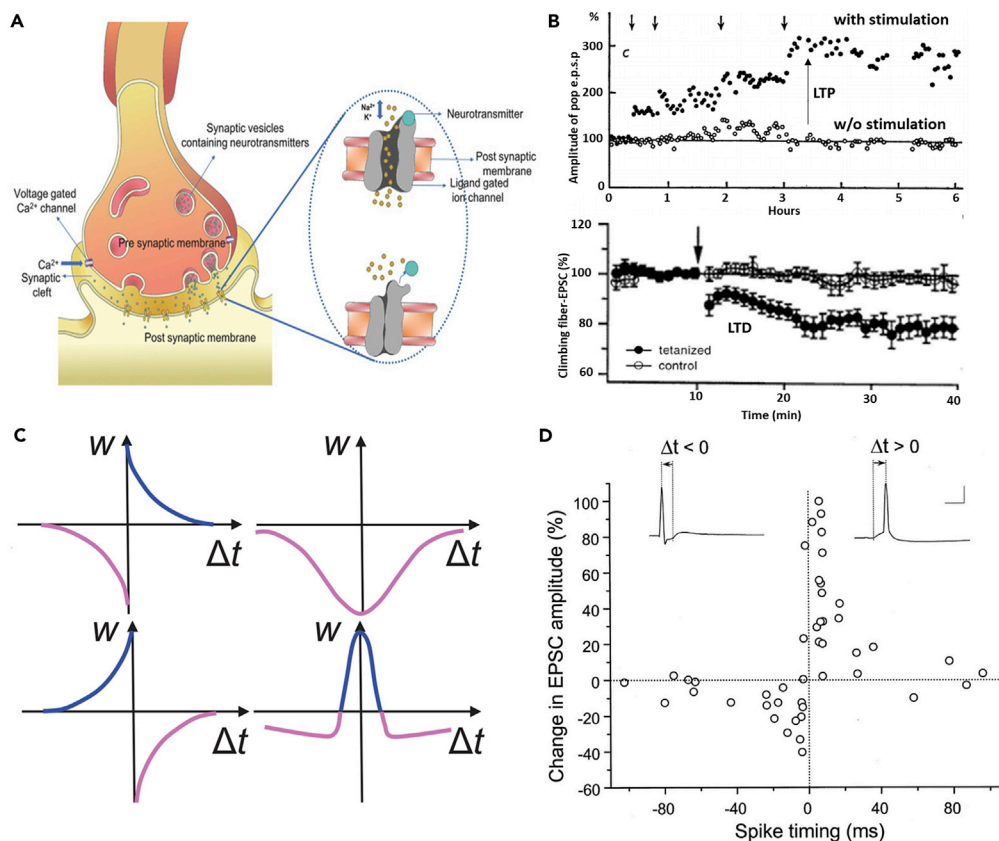 A
Synaptic vesicles
containing neurotransmitters
Voltage gated
Ca²⁺ channel
Pre synaptic membrane
Ca²⁺
Synaptic
cleft
Post synaptic membrane
Na²⁺
K⁺
Neurotransmitter
Post synaptic
membrane
Ligand gated
ion channel
B
%
with stimulation
300
c
LTP
200
w/o stimulation
100
0
Amplitude of pop e.p.s.p
0 1 2 3 4 5 6
Hours
120
100
80
60
Climbing fiber-EPSC (%)
LTD
tetanized
control
10 20 30 40
Time (min)
C
w
Δt
w
Δt
w
Δt
w
Δt
D
Δt < 0
Δt > 0
100
80
60
40
20
0
-20
-40
-60
Change in EPSC amplitude (%)
-80 -40 0 40 80
Spike timing (ms)